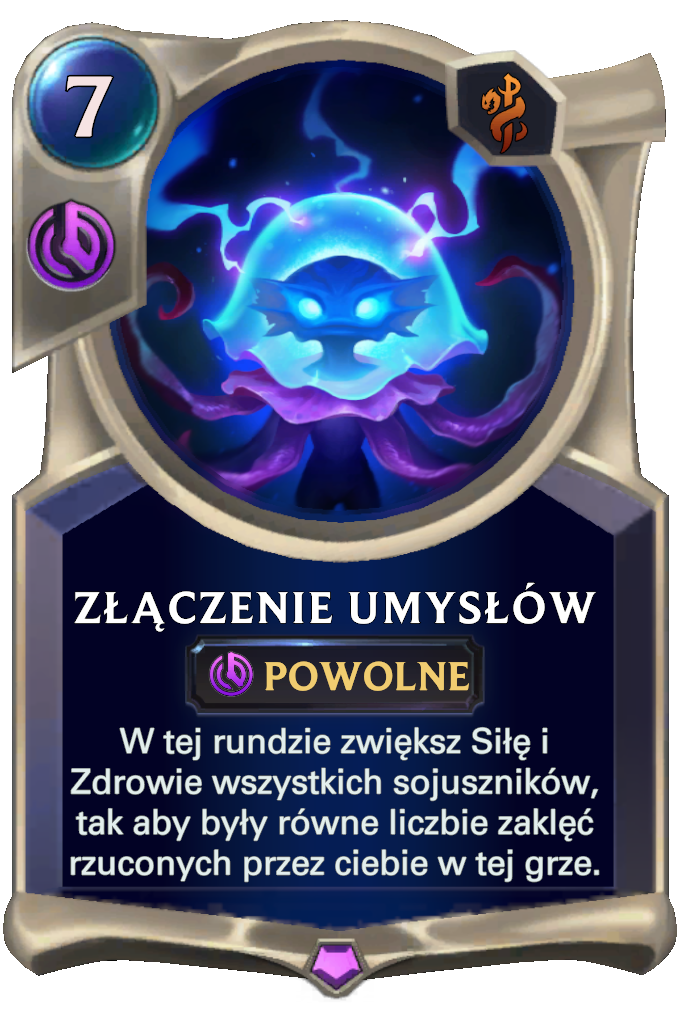 7
ZŁĄCZENIE UMYSŁÓW
POWOLNE
W tej rundzie zwiększ Siłę i
Zdrowie wszystkich sojuszników,
tak aby były równe liczbie zaklęć
rzuconych przez ciebie w tej grze.